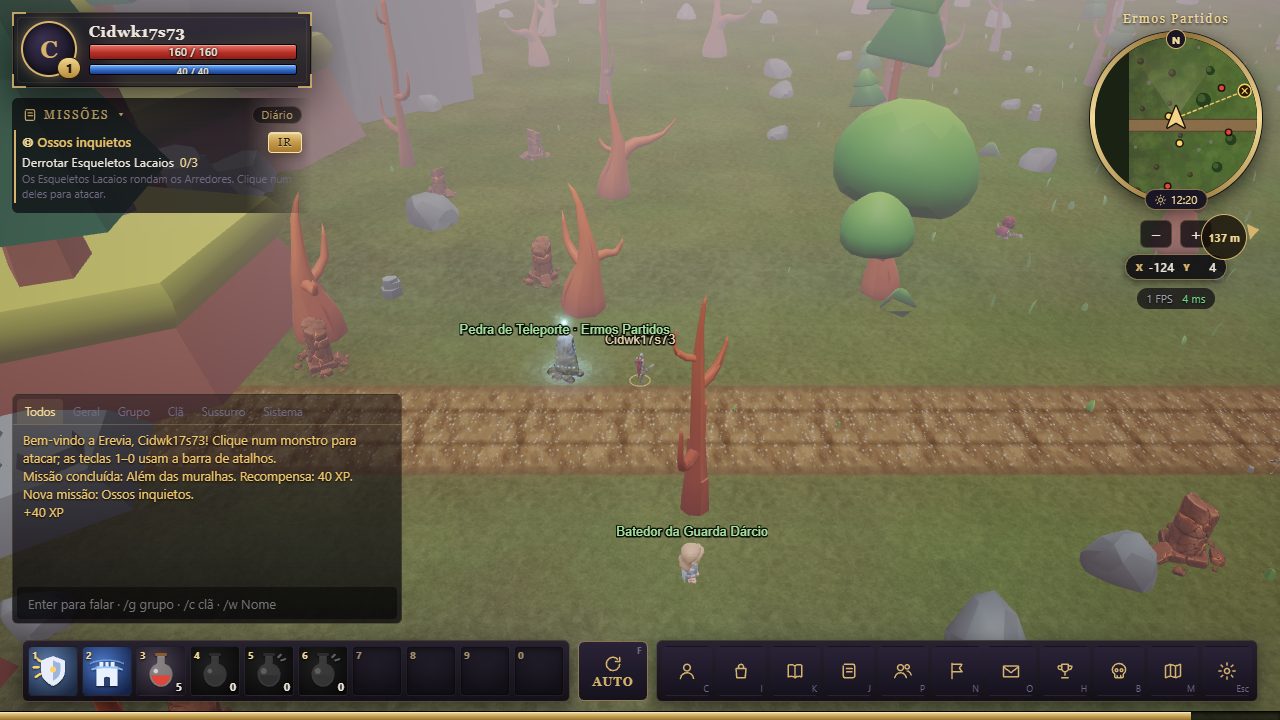 Cidwk17s73
C
1
160 / 160
40 / 40
MISSÕES
Diário
Ossos inquietos
IR
Derrotar Esqueletos Lacaios 0/3
Os Esqueletos Lacaios rondam os Arredores. Clique num
deles para atacar.
Ermos Partidos
N
12:20
−
+
137 m
X -124 Y 4
1 FPS 4 ms
Pedra de Teleporte · Ermos Partidos
Cidwk17s73
Batedor da Guarda Dárcio
Todos Geral Grupo Clã Sussurro Sistema
Bem-vindo a Erevia, Cidwk17s73! Clique num monstro para
atacar; as teclas 1–0 usam a barra de atalhos.
Missão concluída: Além das muralhas. Recompensa: 40 XP.
Nova missão: Ossos inquietos.
+40 XP
Enter para falar · /g grupo · /c clã · /w Nome
1 2 3 4 5 6 7 8 9 0
5 0 0 0
F
AUTO
C I K J P N O H B M Esc